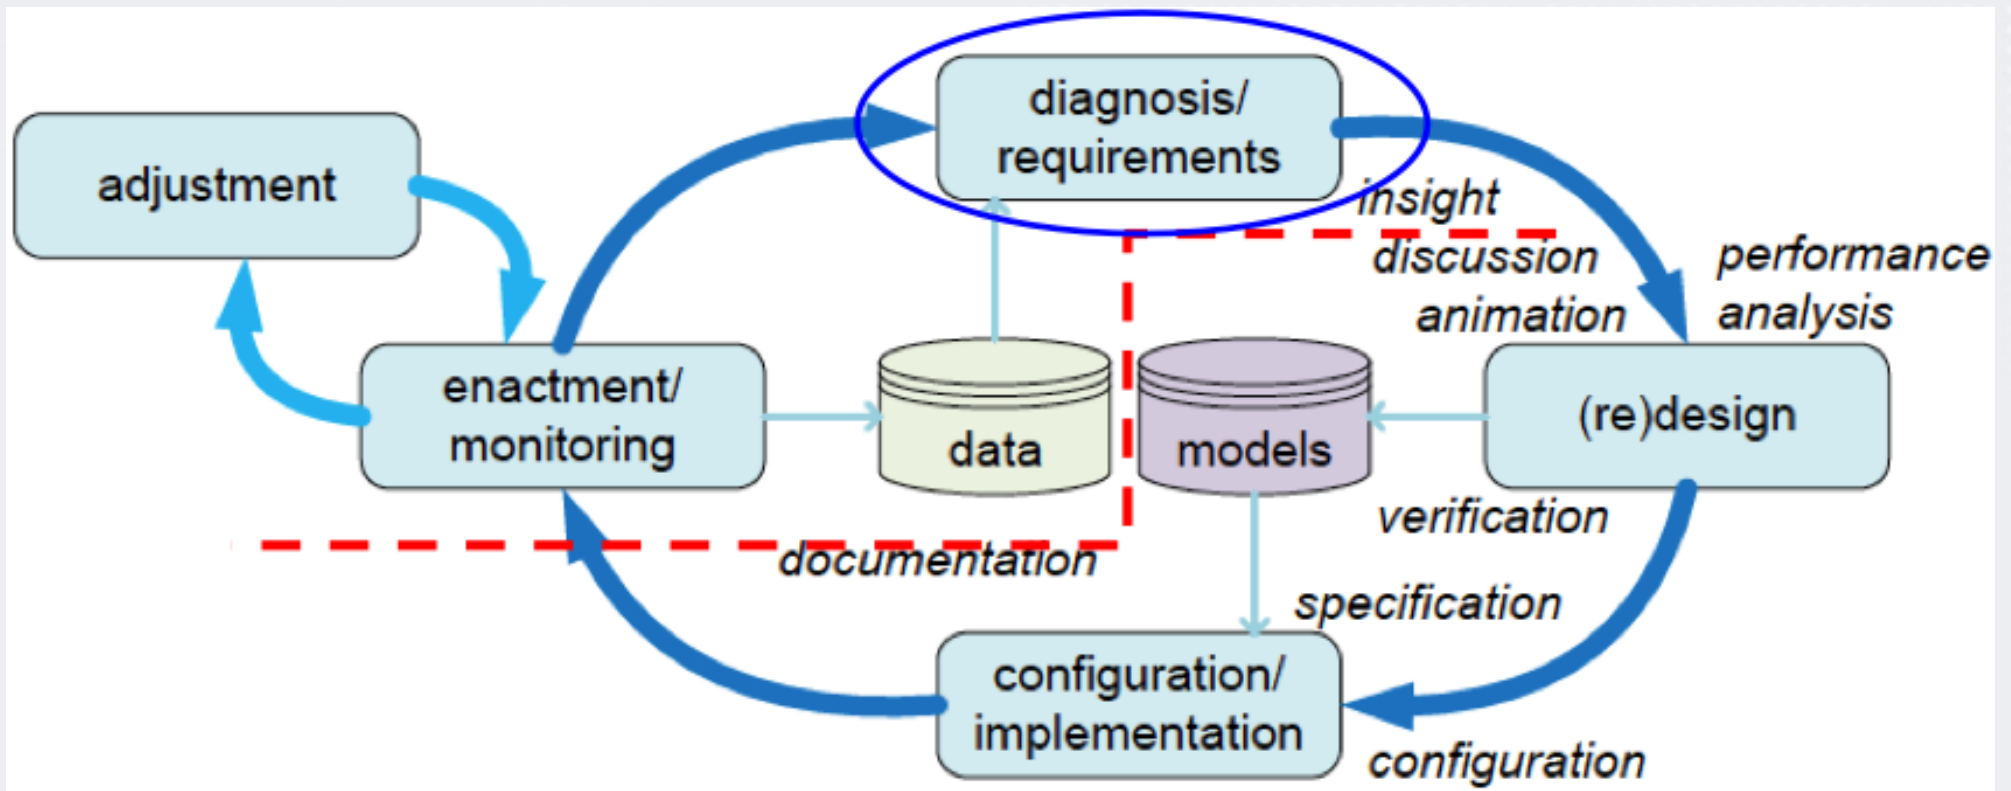 diagnosis/
requirements
adjustment
insight
discussion
animation
performance
analysis
enactment/
monitoring
data
models
(re)design
verification
documentation
specification
configuration/
implementation
configuration